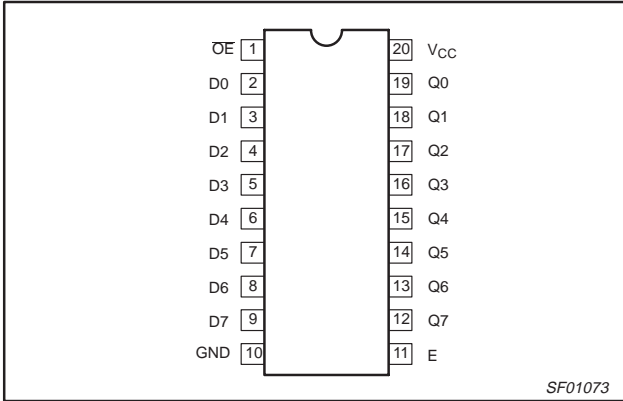 OE 1 20 VCC
D0 2 19 Q0
D1 3 18 Q1
D2 4 17 Q2
D3 5 16 Q3
D4 6 15 Q4
D5 7 14 Q5
D6 8 13 Q6
D7 9 12 Q7
GND 10 11 E
SF01073